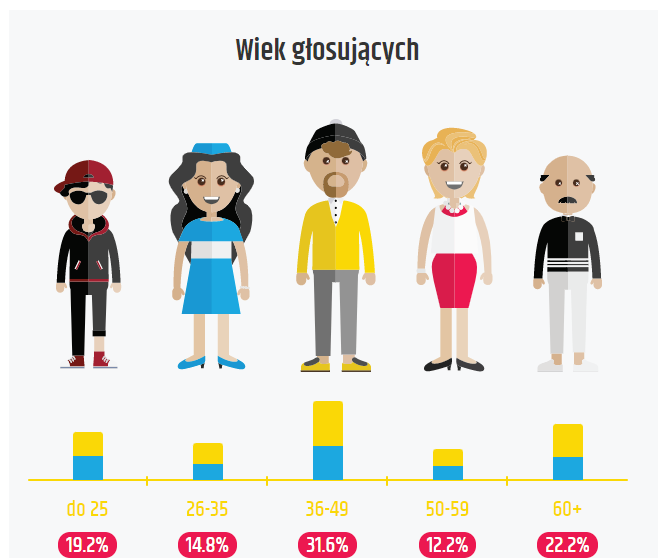 Wiek głosujących
do 25 26-35 36-49 50-59 60+
19.2% 14.8% 31.6% 12.2% 22.2%